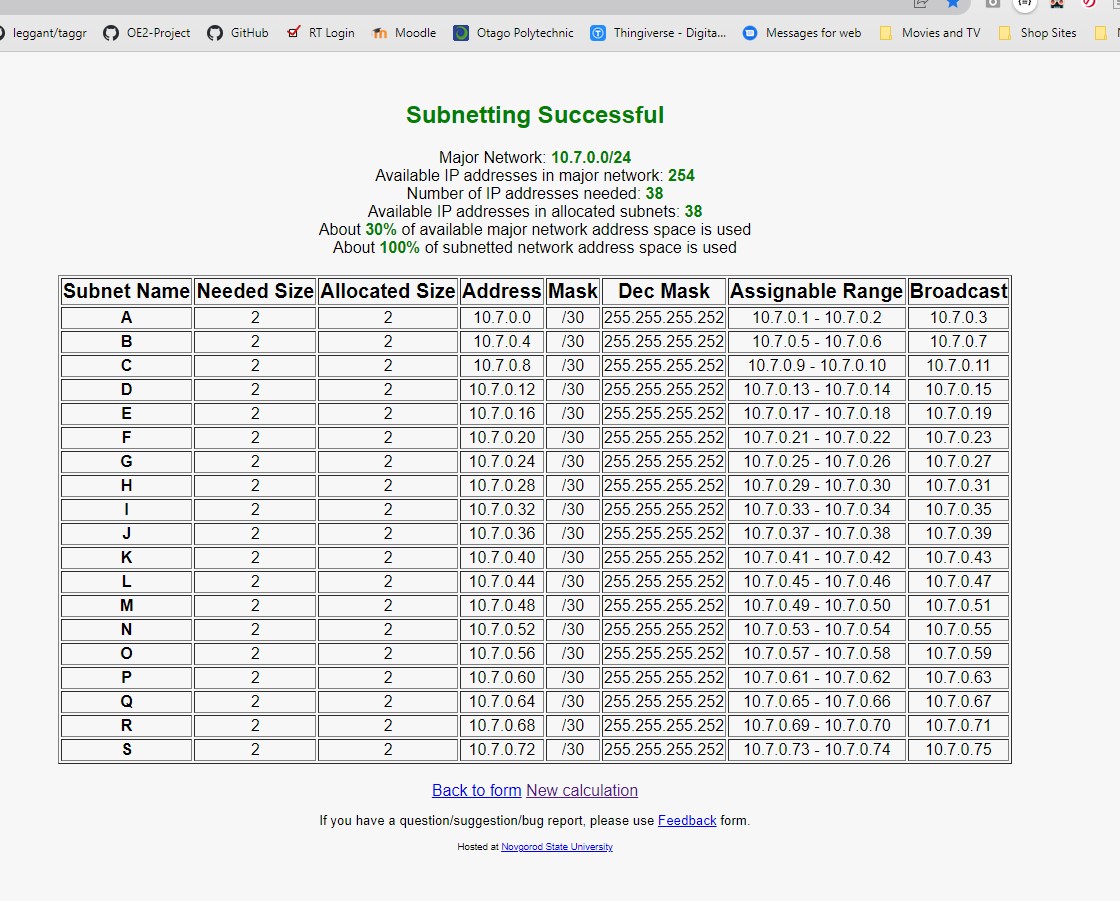 leggant/taggr OE2-Project GitHub RT Login Moodle Otago Polytechnic Thingiverse - Digita... Messages for web Movies and TV Shop Sites
Subnetting Successful
Major Network: 10.7.0.0/24
Available IP addresses in major network: 254
Number of IP addresses needed: 38
Available IP addresses in allocated subnets: 38
About 30% of available major network address space is used
About 100% of subnetted network address space is used
Subnet Name Needed Size Allocated Size Address Mask Dec Mask Assignable Range Broadcast
A 2 2 10.7.0.0 /30 255.255.255.252 10.7.0.1 - 10.7.0.2 10.7.0.3
B 2 2 10.7.0.4 /30 255.255.255.252 10.7.0.5 - 10.7.0.6 10.7.0.7
C 2 2 10.7.0.8 /30 255.255.255.252 10.7.0.9 - 10.7.0.10 10.7.0.11
D 2 2 10.7.0.12 /30 255.255.255.252 10.7.0.13 - 10.7.0.14 10.7.0.15
E 2 2 10.7.0.16 /30 255.255.255.252 10.7.0.17 - 10.7.0.18 10.7.0.19
F 2 2 10.7.0.20 /30 255.255.255.252 10.7.0.21 - 10.7.0.22 10.7.0.23
G 2 2 10.7.0.24 /30 255.255.255.252 10.7.0.25 - 10.7.0.26 10.7.0.27
H 2 2 10.7.0.28 /30 255.255.255.252 10.7.0.29 - 10.7.0.30 10.7.0.31
I 2 2 10.7.0.32 /30 255.255.255.252 10.7.0.33 - 10.7.0.34 10.7.0.35
J 2 2 10.7.0.36 /30 255.255.255.252 10.7.0.37 - 10.7.0.38 10.7.0.39
K 2 2 10.7.0.40 /30 255.255.255.252 10.7.0.41 - 10.7.0.42 10.7.0.43
L 2 2 10.7.0.44 /30 255.255.255.252 10.7.0.45 - 10.7.0.46 10.7.0.47
M 2 2 10.7.0.48 /30 255.255.255.252 10.7.0.49 - 10.7.0.50 10.7.0.51
N 2 2 10.7.0.52 /30 255.255.255.252 10.7.0.53 - 10.7.0.54 10.7.0.55
O 2 2 10.7.0.56 /30 255.255.255.252 10.7.0.57 - 10.7.0.58 10.7.0.59
P 2 2 10.7.0.60 /30 255.255.255.252 10.7.0.61 - 10.7.0.62 10.7.0.63
Q 2 2 10.7.0.64 /30 255.255.255.252 10.7.0.65 - 10.7.0.66 10.7.0.67
R 2 2 10.7.0.68 /30 255.255.255.252 10.7.0.69 - 10.7.0.70 10.7.0.71
S 2 2 10.7.0.72 /30 255.255.255.252 10.7.0.73 - 10.7.0.74 10.7.0.75
Back to form New calculation
If you have a question/suggestion/bug report, please use Feedback form.
Hosted at Novgorod State University